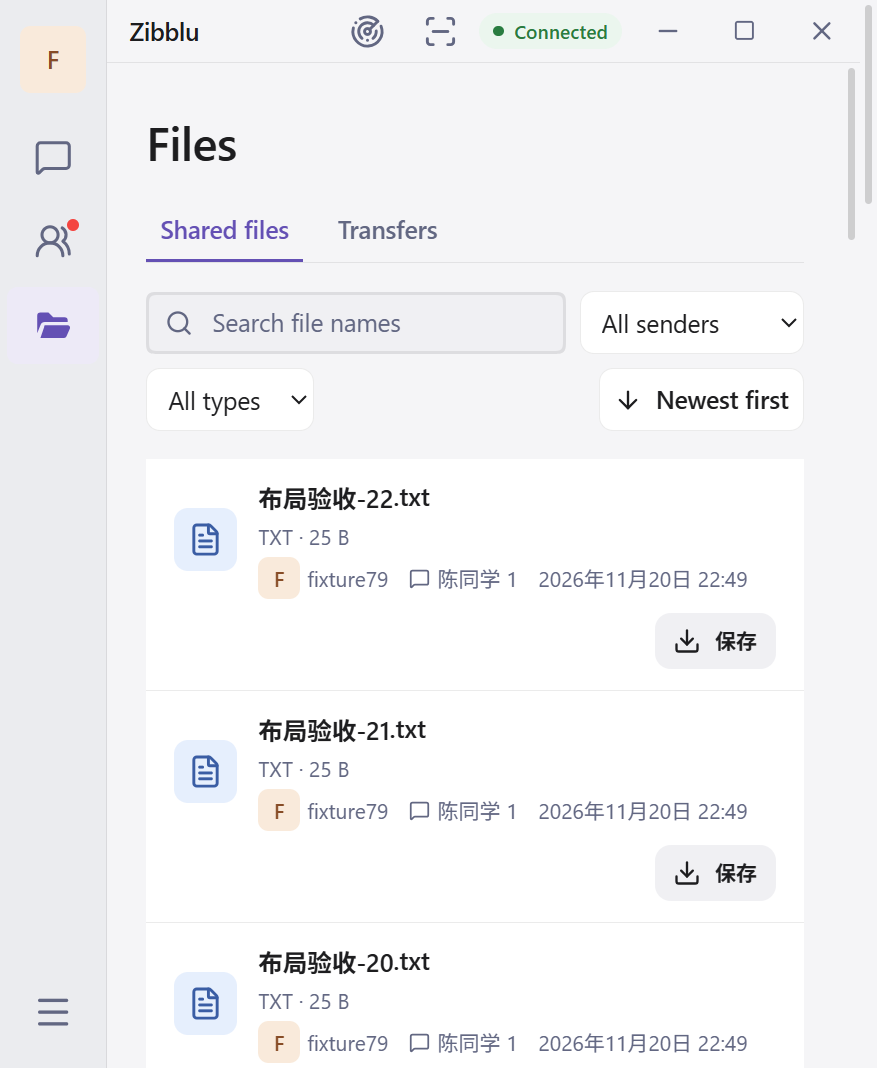 F
Zibblu
Connected
Files
Shared files
Transfers
Search file names
All senders
All types
Newest first
布局验收-22.txt
TXT · 25 B
F fixture79 陈同学 1 2026年11月20日 22:49
保存
布局验收-21.txt
TXT · 25 B
F fixture79 陈同学 1 2026年11月20日 22:49
保存
布局验收-20.txt
TXT · 25 B
F fixture79 陈同学 1 2026年11月20日 22:49